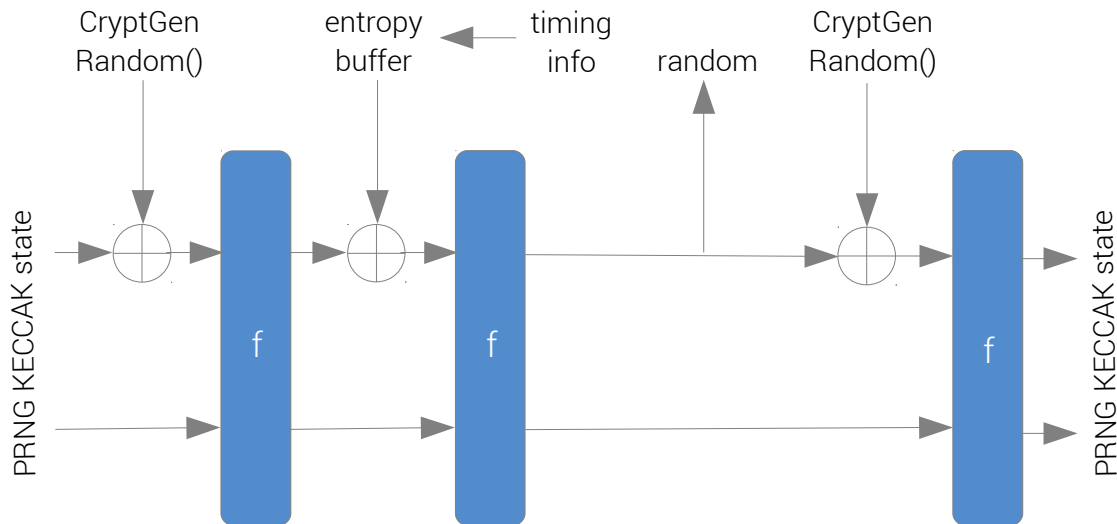 CryptGen
Random()
entropy
buffer
timing
info
random
CryptGen
Random()
PRNG KECCAK state
f
f
f
PRNG KECCAK state